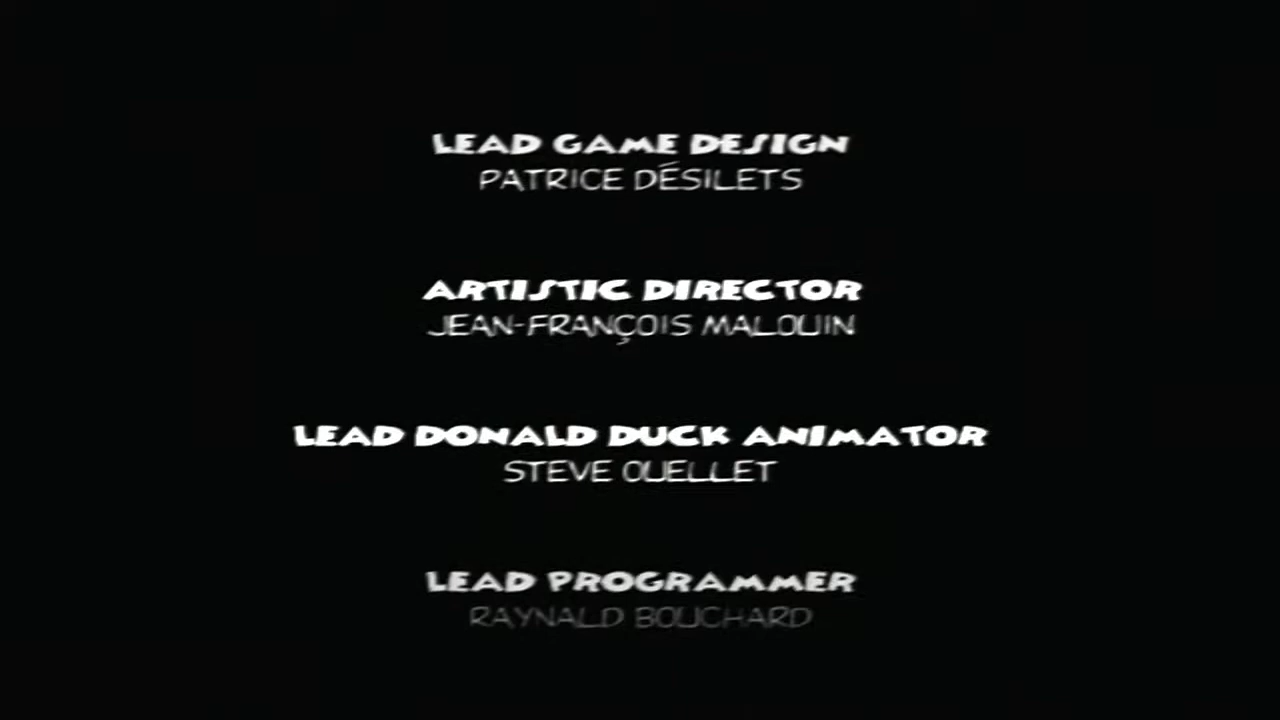 LEAD GAME DESIGN
PATRICE DÉSILETS
ARTISTIC DIRECTOR
JEAN-FRANÇOIS MALOUIN
LEAD DONALD DUCK ANIMATOR
STEVE OUELLET
LEAD PROGRAMMER
RAYNALD BOUCHARD